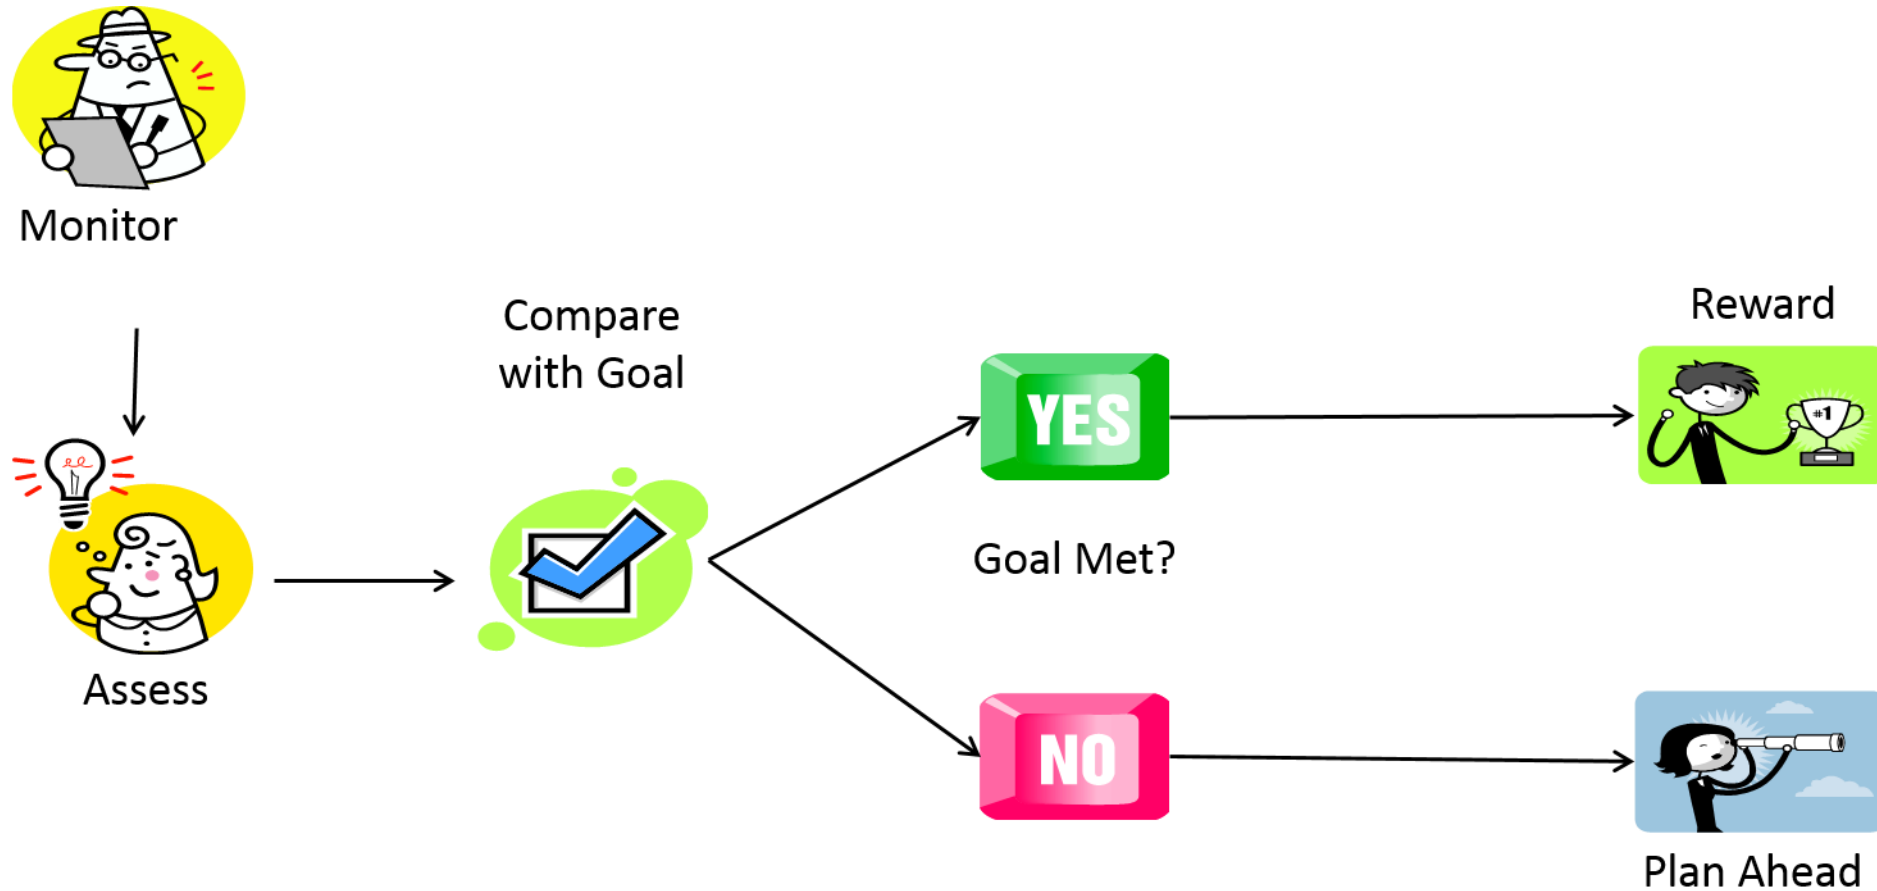 Monitor
Assess
Compare
with Goal
YES
Goal Met?
NO
Reward
#1
Plan Ahead